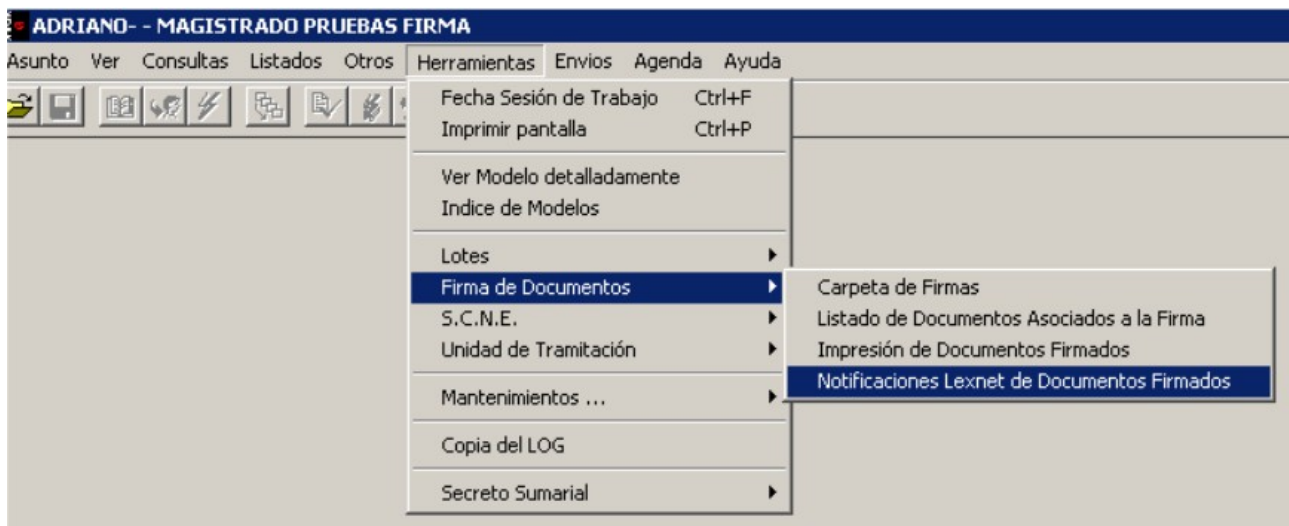 ADRIANO- - MAGISTRADO PRUEBAS FIRMA
Asunto Ver Consultas Listados Otros Herramientas Envios Agenda Ayuda
Fecha Sesión de Trabajo Ctrl+F
Imprimir pantalla Ctrl+P
Ver Modelo detalladamente
Indice de Modelos
Lotes
Firma de Documentos
S.C.N.E.
Unidad de Tramitación
Mantenimientos ...
Copia del LOG
Secreto Sumarial
Carpeta de Firmas
Listado de Documentos Asociados a la Firma
Impresión de Documentos Firmados
Notificaciones Lexnet de Documentos Firmados